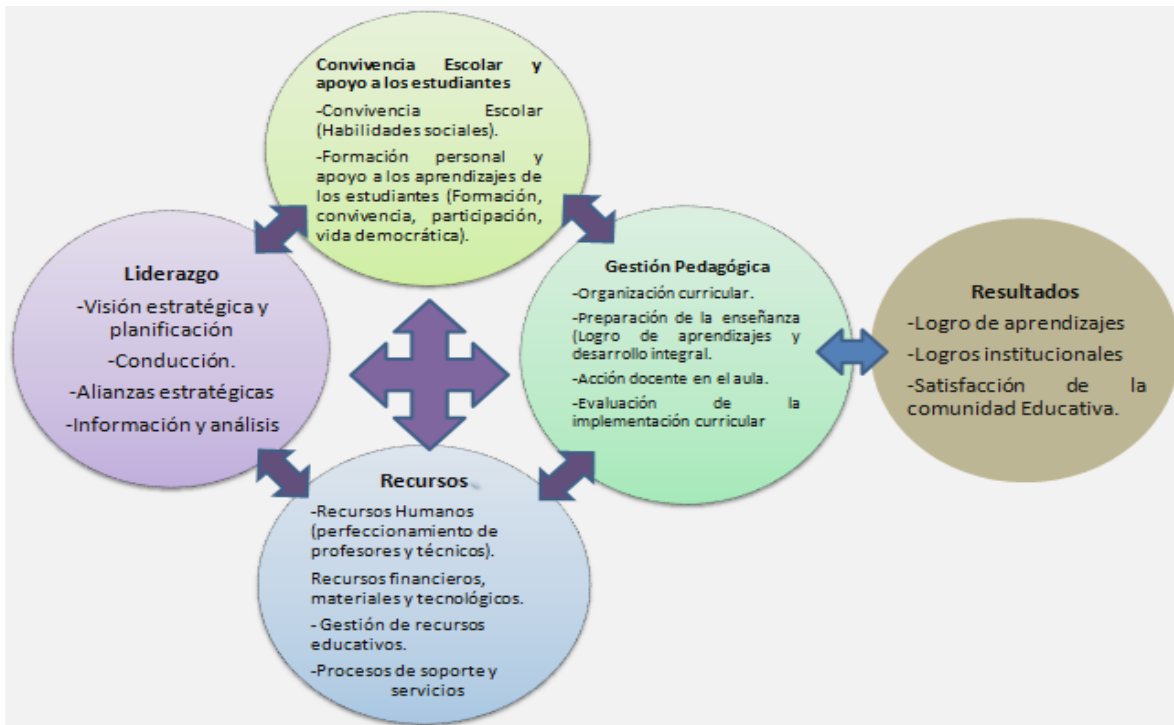 Convivencia Escolar y
apoyo a los estudiantes
-Convivencia Escolar
(Habilidades sociales).
-Formación personal y
apoyo a los aprendizajes de
los estudiantes (Formación,
convivencia, participación,
vida democrática).
Liderazgo
-Visión estratégica y
planificación
-Conducción.
-Alianzas estratégicas
-Información y análisis
Gestión Pedagógica
-Organización curricular.
-Preparación de la enseñanza
(Logro de aprendizajes y
desarrollo integral.
-Acción docente en el aula.
-Evaluación de la
implementación curricular
Resultados
-Logro de aprendizajes
-Logros institucionales
-Satisfacción de la
comunidad Educativa.
Recursos
-Recursos Humanos
(perfeccionamiento de
profesores y técnicos).
Recursos financieros,
materiales y tecnológicos.
- Gestión de recursos
educativos.
-Procesos de soporte y
servicios